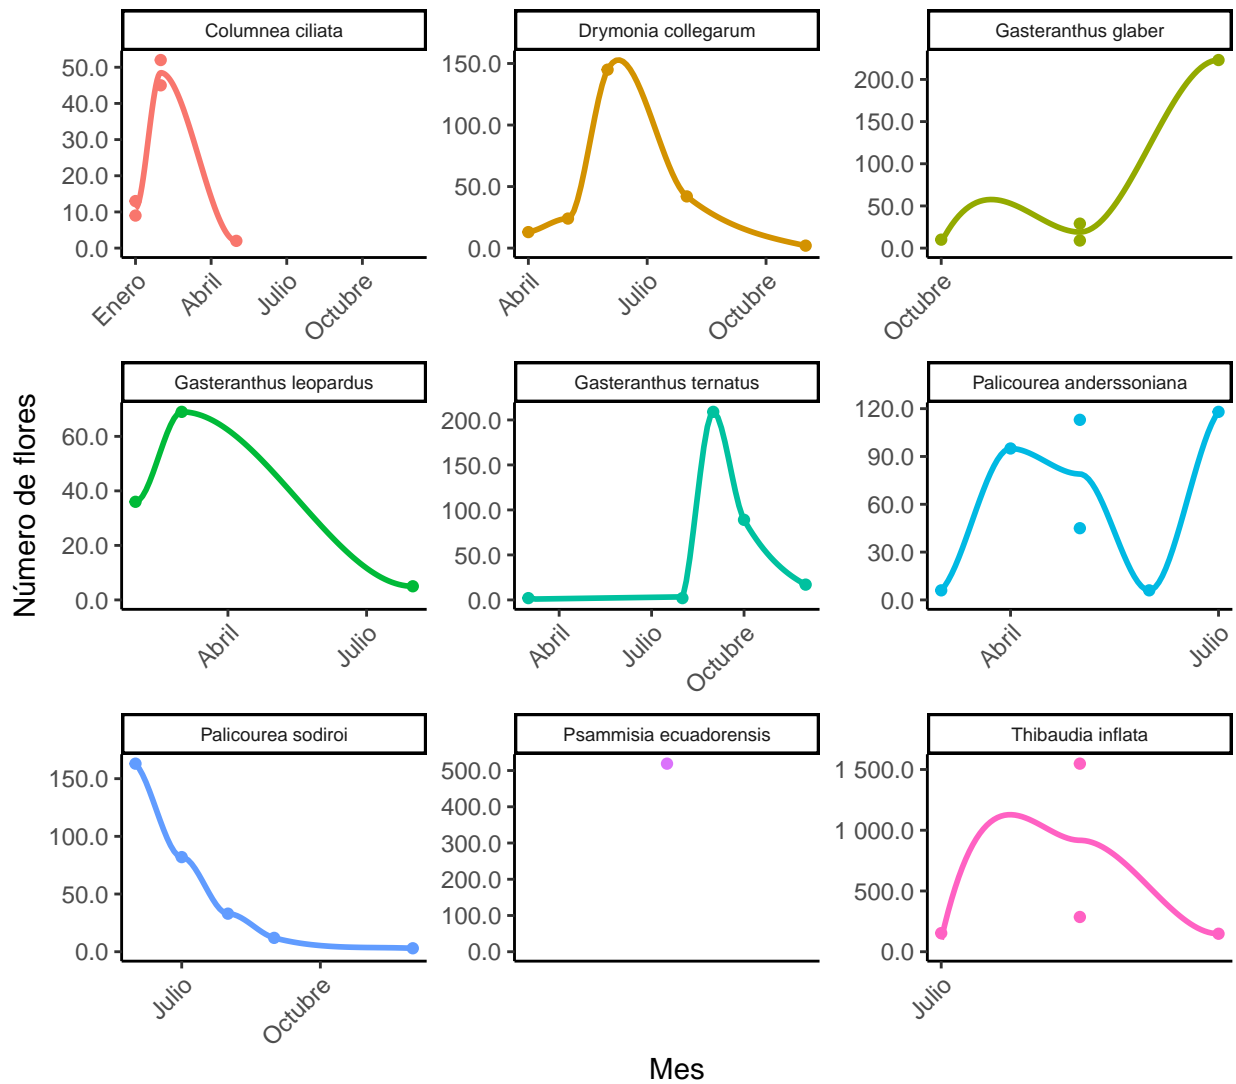 Columnea ciliata
Drymonia collegarum
Gasteranthus glaber
50.0
40.0
30.0
20.0
10.0
0.0
150.0
100.0
50.0
0.0
200.0
150.0
100.0
50.0
0.0
Enero
Abril
Julio
Octubre
Abril
Julio
Octubre
Octubre
Número de flores
Gasteranthus leopardus
Gasteranthus ternatus
Palicourea anderssoniana
60.0
40.0
20.0
0.0
200.0
150.0
100.0
50.0
0.0
120.0
90.0
60.0
30.0
0.0
Abril
Julio
Abril
Julio
Octubre
Abril
Julio
Palicourea sodiroi
Psammisia ecuadorensis
Thibaudia inflata
150.0
100.0
50.0
0.0
500.0
400.0
300.0
200.0
100.0
0.0
1 500.0
1 000.0
500.0
0.0
Julio
Octubre
Julio
Mes